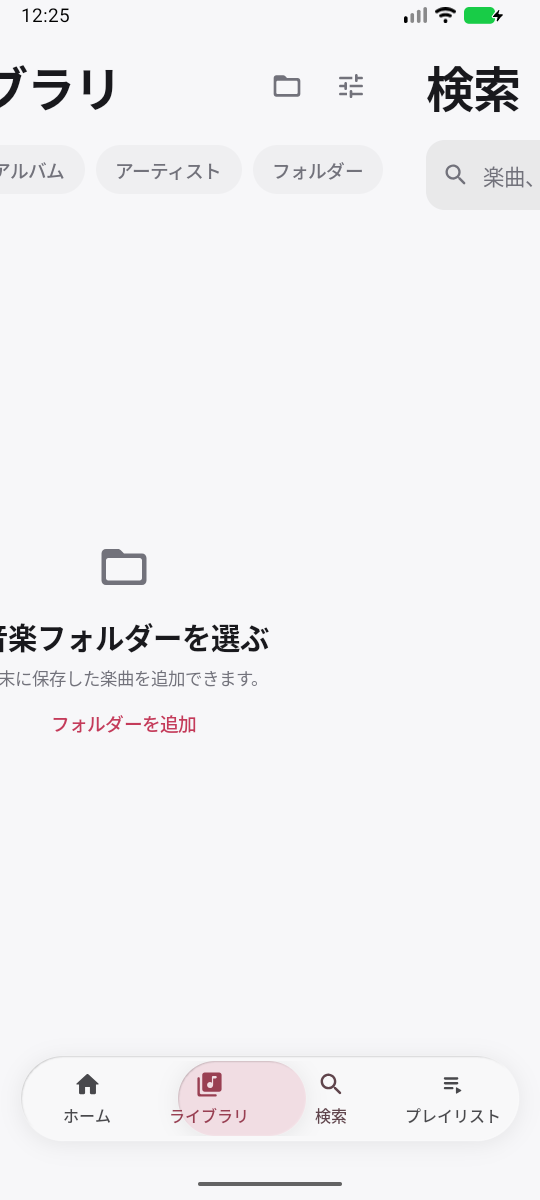 12:25
ブラリ
検索
アルバム
アーティスト
フォルダー
楽曲、
音楽フォルダーを選ぶ
末に保存した楽曲を追加できます。
フォルダーを追加
ホーム
ライブラリ
検索
プレイリスト